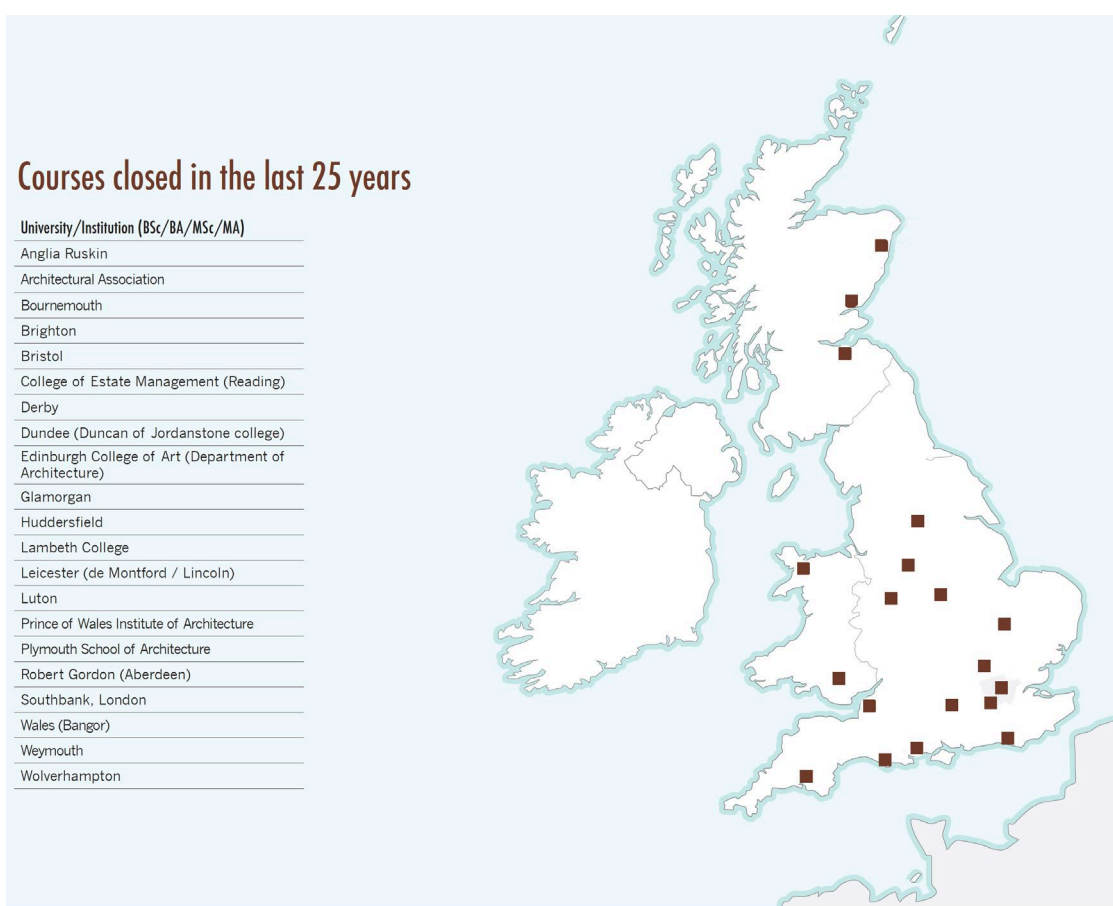 Courses closed in the last 25 years
University/Institution (BSc/BA/MSc/MA)
Anglia Ruskin
Architectural Association
Bournemouth
Brighton
Bristol
College of Estate Management (Reading)
Derby
Dundee (Duncan of Jordanstone college)
Edinburgh College of Art (Department of
Architecture)
Glamorgan
Huddersfield
Lambeth College
Leicester (de Montford / Lincoln)
Luton
Prince of Wales Institute of Architecture
Plymouth School of Architecture
Robert Gordon (Aberdeen)
Southbank, London
Wales (Bangor)
Weymouth
Wolverhampton